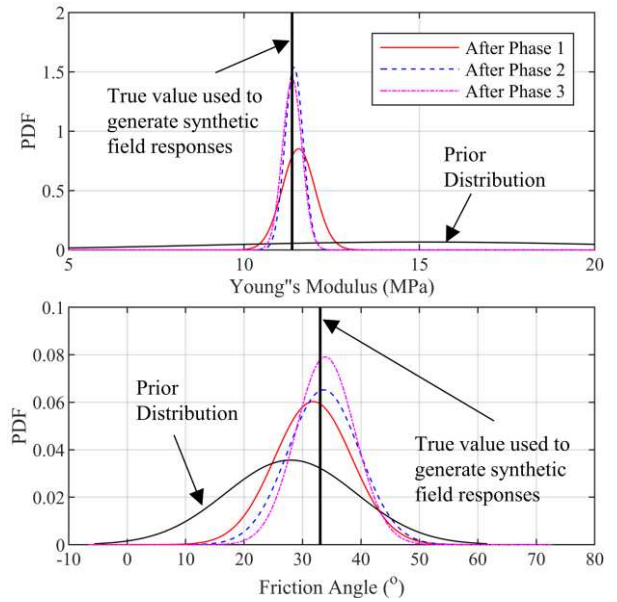 2
1.5
1
0.5
0
PDF
True value used to
generate synthetic
field responses
After Phase 1
After Phase 2
After Phase 3
Prior
Distribution
5 10 15 20
Young"s Modulus (MPa)
0.1
0.08
0.06
0.04
0.02
0
PDF
Prior
Distribution
True value used to
generate synthetic
field responses
-10 0 10 20 30 40 50 60 70 80
Friction Angle (°)